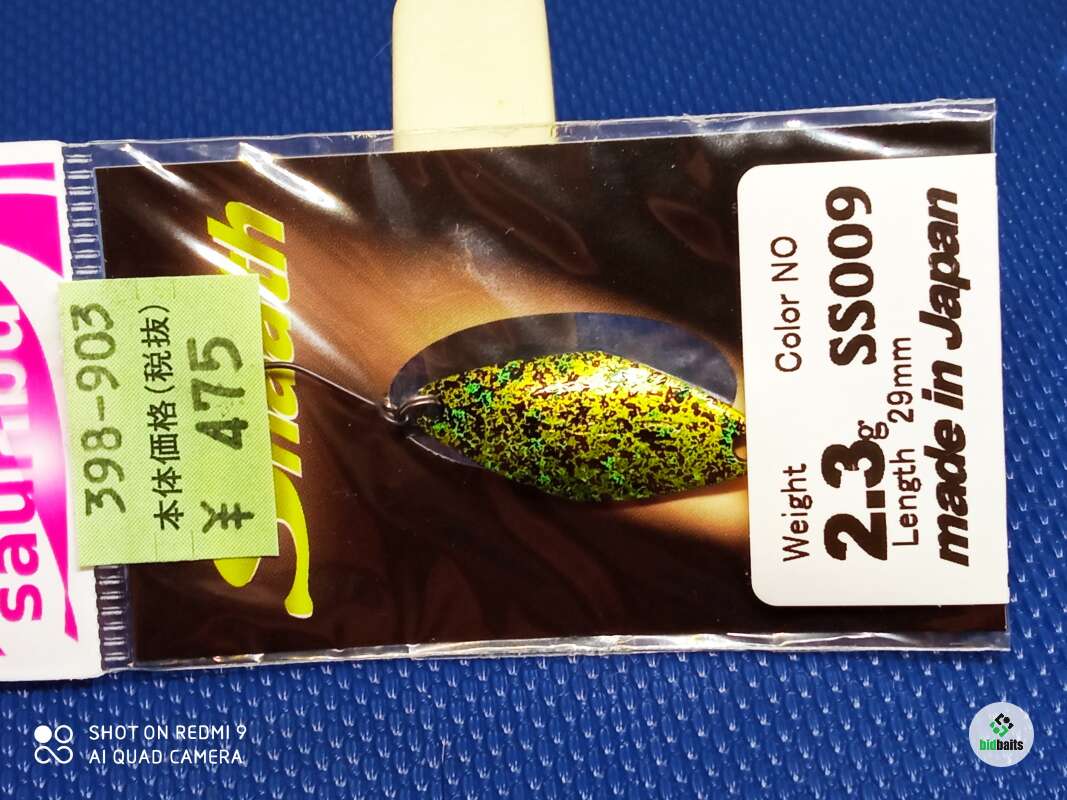 sauribu
398-903
本体価格(税抜)
¥ 475
Color NO
SS009
Weight
2.3g
Length 29mm
made in Japan
SHOT ON REDMI 9
AI QUAD CAMERA
bidbaits